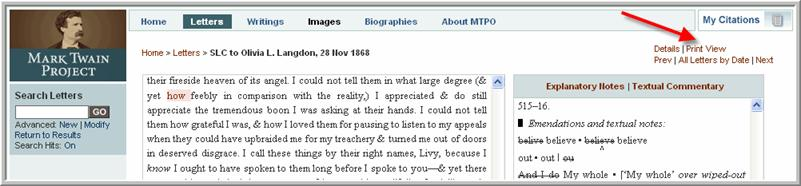 Home Letters Writings Images Biographies About MTPO
My Citations
MARK TWAIN
PROJECT
Home > Letters > SLC to Olivia L. Langdon, 28 Nov 1868
Details | Print View
Prev | All Letters by Date | Next
Search Letters
GO
Advanced: New | Modify
Return to Results
Search Hits: On
their fireside heaven of its angel. I could not tell them in what large degree (&
yet how feebly in comparison with the reality,) I appreciated & do still
appreciate the tremendous boon I was asking at their hands. I could not tell
them how grateful I was, & how I loved them for pausing to listen to my appeals
when they could have upbraided me for my treachery & turned me out of doors
in deserved disgrace. I call these things by their right names, Livy, because I
know I ought to have spoken to them long before I spoke to you—& yet there
Explanatory Notes | Textual Commentary
515–16.
Emendations and textual notes:
belive believe • believe believe
out • out | ou
And I do My whole • [‘My whole’ over wiped-out